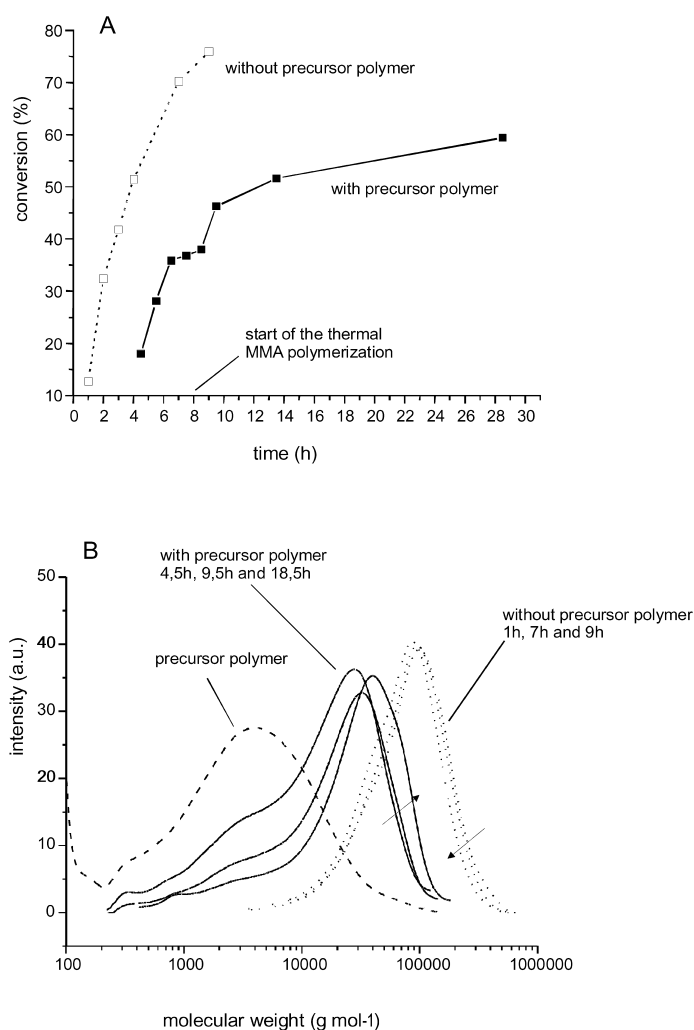 A
80
70
60
50
40
30
20
10
conversion (%)
without precursor polymer
with precursor polymer
start of the thermal
MMA polymerization
0 2 4 6 8 10 12 14 16 18 20 22 24 26 28 30
time (h)
B
with precursor polymer
4,5h, 9,5h and 18,5h
without precursor polymer
1h, 7h and 9h
precursor polymer
50
40
30
20
10
0
intensity (a.u.)
100 1000 10000 100000 1000000
molecular weight (g mol-1)